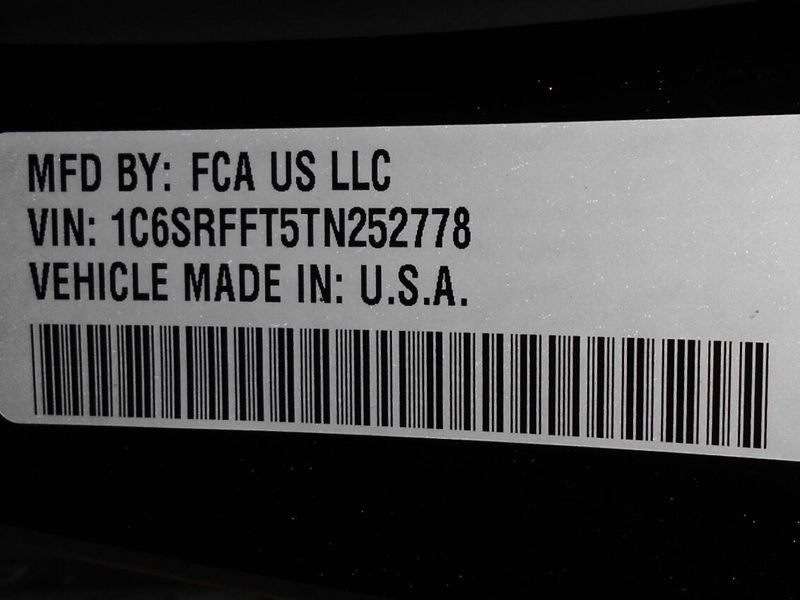 MFD BY: FCA US LLC
VIN: 1C6SRFFT5TN252778
VEHICLE MADE IN: U.S.A.